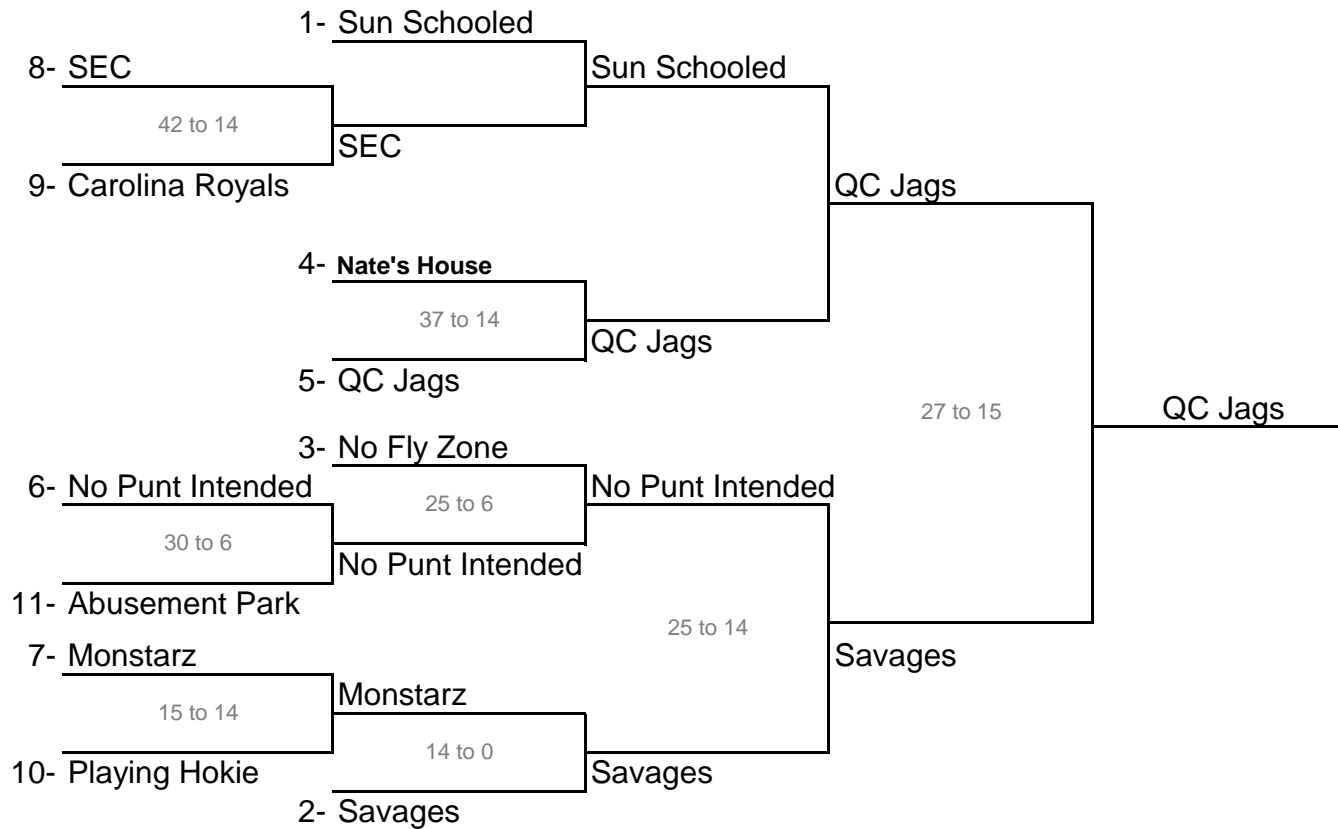 1- Sun Schooled
8- SEC
Sun Schooled
42 to 14
SEC
9- Carolina Royals
QC Jags
4- Nate's House
37 to 14
QC Jags
5- QC Jags
27 to 15
QC Jags
3- No Fly Zone
6- No Punt Intended
No Punt Intended
25 to 6
30 to 6
No Punt Intended
11- Abusement Park
25 to 14
7- Monstarz
Savages
Monstarz
15 to 14
14 to 0
10- Playing Hokie
Savages
2- Savages